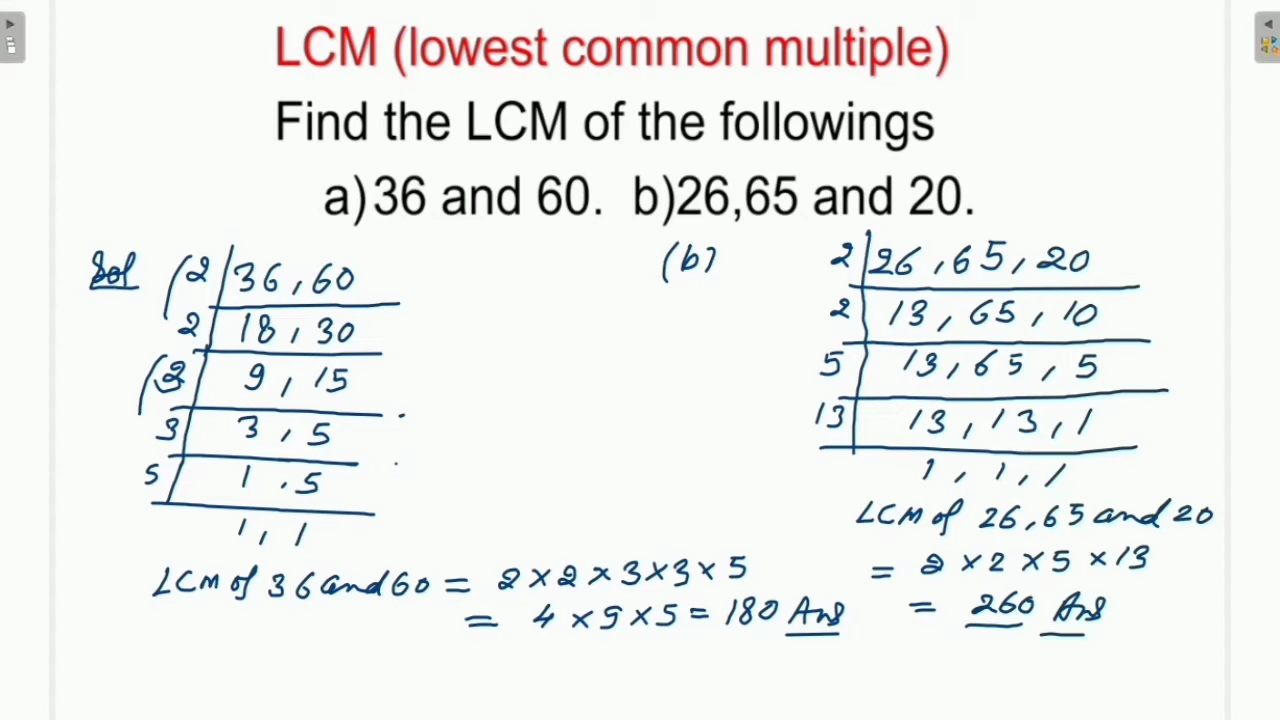 LCM (lowest common multiple)
Find the LCM of the followings
a)36 and 60. b)26,65 and 20.
Sol
2 36, 60
2 18, 30
3 9, 15
3 3, 5
5 1, 5
1, 1
LCM of 36 and 60 = 2 × 2 × 3 × 3 × 5
= 4 × 9 × 5 = 180 Ans
(b)
2 26, 65, 20
2 13, 65, 10
5 13, 65, 5
13 13, 13, 1
1, 1, 1
LCM of 26, 65 and 20
= 2 × 2 × 5 × 13
= 260 Ans